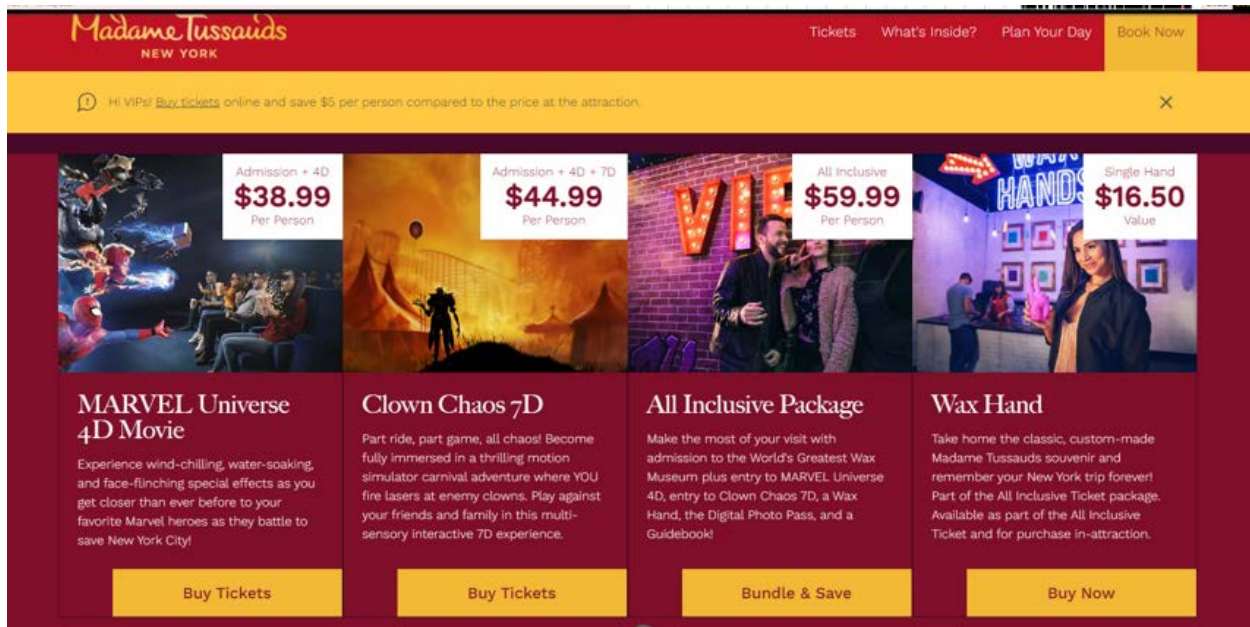 Madame Tussauds
NEW YORK
Tickets What's Inside? Plan Your Day Book Now
Hi VIPs! Buy tickets online and save $5 per person compared to the price at the attraction.
Admission + 4D
$38.99
Per Person
MARVEL Universe
4D Movie
Experience wind-chilling, water-soaking,
and face-flinching special effects as you
get closer than ever before to your
favorite Marvel heroes as they battle to
save New York City!
Buy Tickets
Admission + 4D + 7D
$44.99
Per Person
Clown Chaos 7D
Part ride, part game, all chaos! Become
fully immersed in a thrilling motion
simulator carnival adventure where YOU
fire lasers at enemy clowns. Play against
your friends and family in this multi-
sensory interactive 7D experience.
Buy Tickets
VIP
All Inclusive
$59.99
Per Person
All Inclusive Package
Make the most of your visit with
admission to the World's Greatest Wax
Museum plus entry to MARVEL Universe
4D, entry to Clown Chaos 7D, a Wax
Hand, the Digital Photo Pass, and a
Guidebook!
Bundle & Save
WAX
HANDS
Single Hand
$16.50
Value
Wax Hand
Take home the classic, custom-made
Madame Tussauds souvenir and
remember your New York trip forever!
Part of the All Inclusive Ticket package.
Available as part of the All Inclusive
Ticket and for purchase in-attraction.
Buy Now